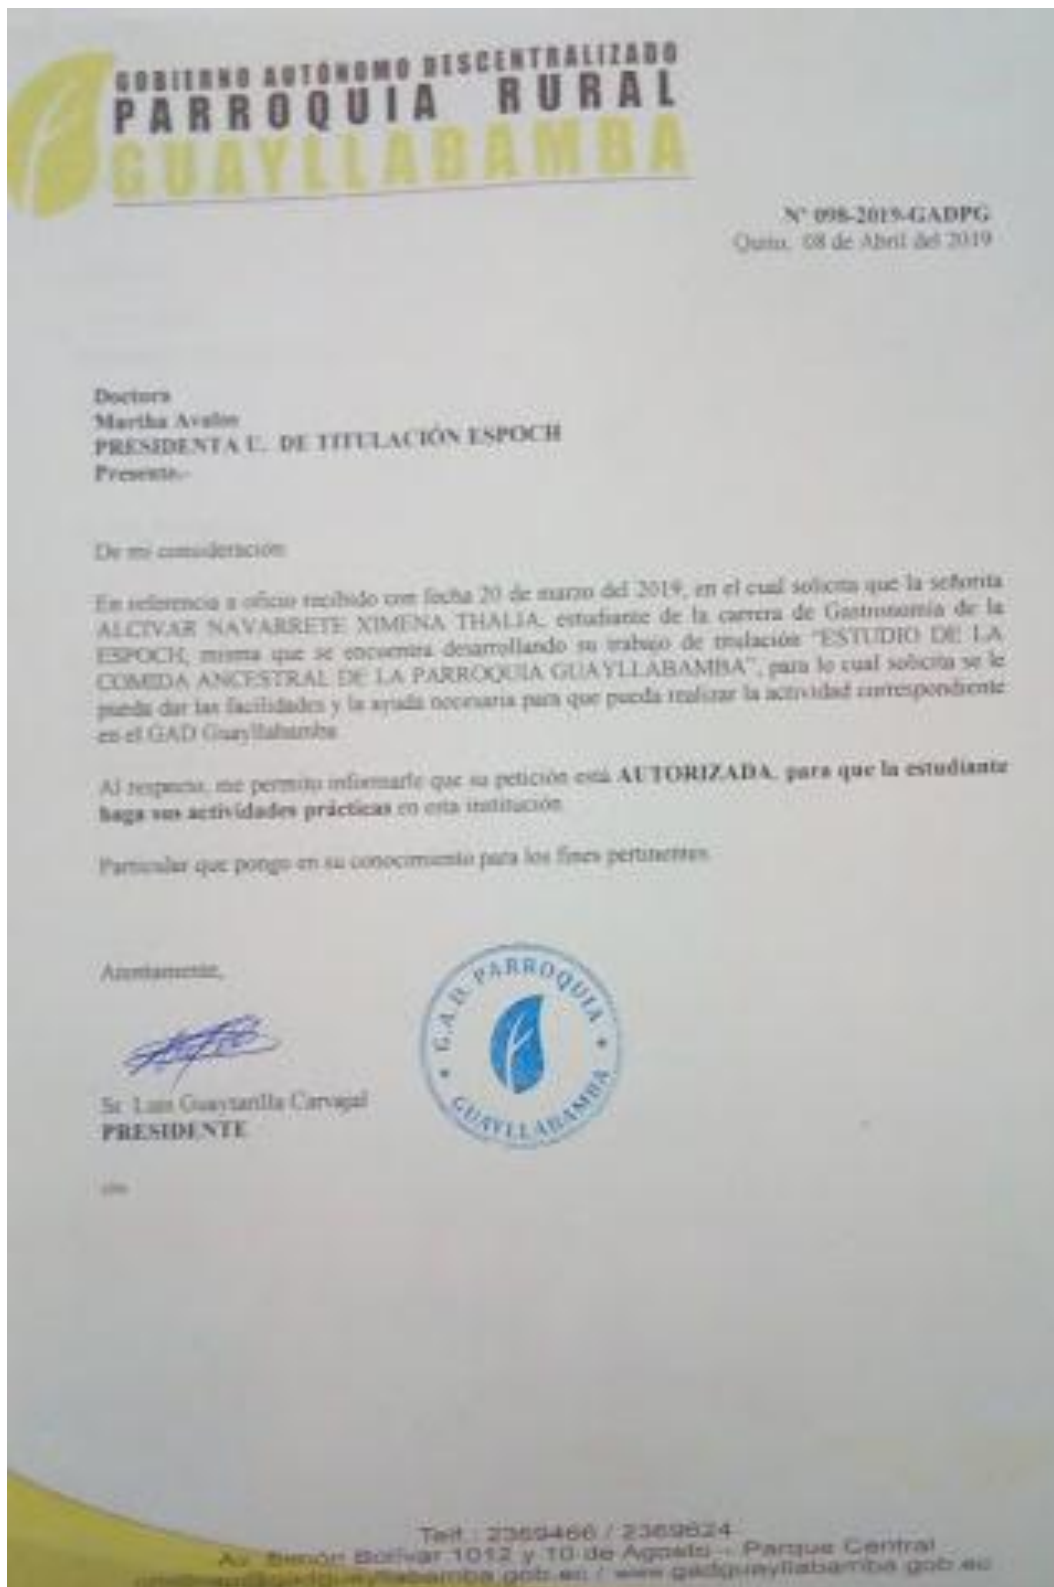 GOBIERNO AUTÓNOMO DESCENTRALIZADO
PARROQUIA RURAL
GUAYLLABAMBA
N° 098-2019-GADPG
Quito, 08 de Abril del 2019
Doctora
Martha Avalos
PRESIDENTA U. DE TITULACIÓN ESPOCH
Presente.-
De mi consideración
En referencia a oficio recibido con fecha 20 de marzo del 2019, en el cual solicita que la señorita
ALCIVAR NAVARRETE XIMENA THALIA, estudiante de la carrera de Gastronomía de la
ESPOCH, misma que se encuentra desarrollando su trabajo de titulación "ESTUDIO DE LA
COMIDA ANCESTRAL DE LA PARROQUIA GUAYLLABAMBA", para lo cual solicita se le
pueda dar las facilidades y la ayuda necesaria para que pueda realizar la actividad correspondiente
en el GAD Guayllabamba
Al respecto, me permito informarle que su petición está AUTORIZADA, para que la estudiante
haga sus actividades prácticas en esta institución.
Particular que pongo en su conocimiento para los fines pertinentes.
Atentamente,
G.A.D. PARROQUIA
GUAYLLABAMBA
Sr. Luis Guaytarilla Carvajal
PRESIDENTE
Telf.: 2369466 / 2369624
Av. Simón Bolívar 1012 y 10 de Agosto - Parque Central
/ www.gadguayllabamba.gob.ec